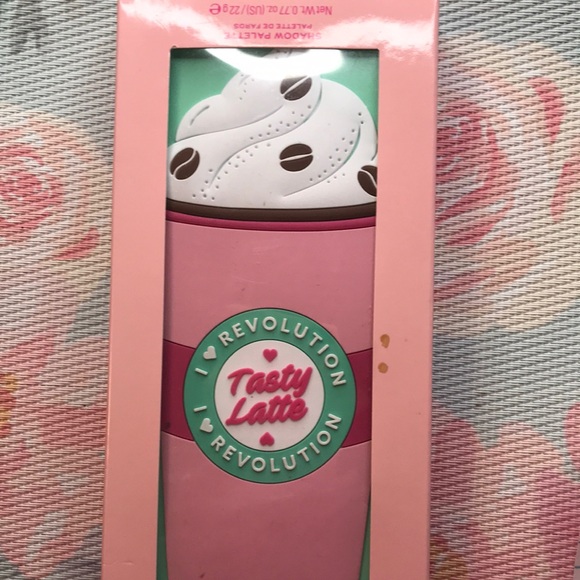 Net Wt. 0.77 oz. (US)/22g ℮
PALETTE DE FARDS
SHADOW PALETTE
I ♥ REVOLUTION
Tasty
Latte
I ♥ REVOLUTION